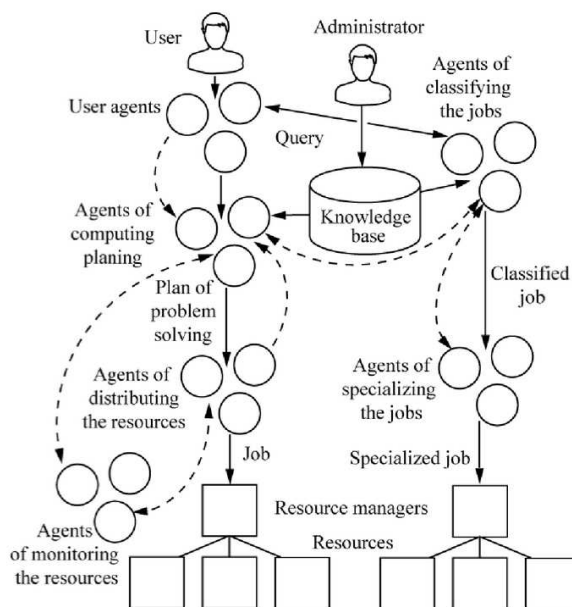 User
Administrator
Agents of
classifying
the jobs
User agents
Query
Knowledge
base
Agents of
computing
planing
Plan of
problem
solving
Classified
job
Agents of
distributing
the resources
Agents of
specializing
the jobs
Job
Specialized job
Resource managers
Resources
Agents
of monitoring
the resources